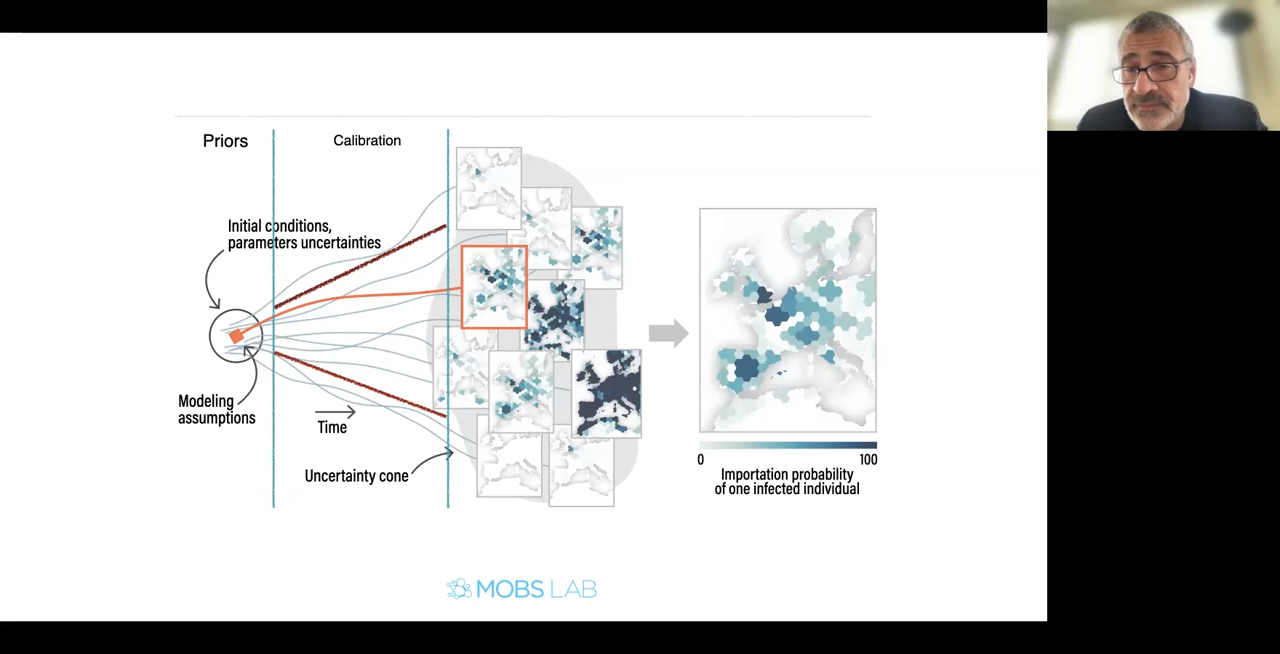 Priors
Calibration
Initial conditions,
parameters uncertainties
Modeling
assumptions
Time
Uncertainty cone
0
100
Importation probability
of one infected individual
MOBS LAB